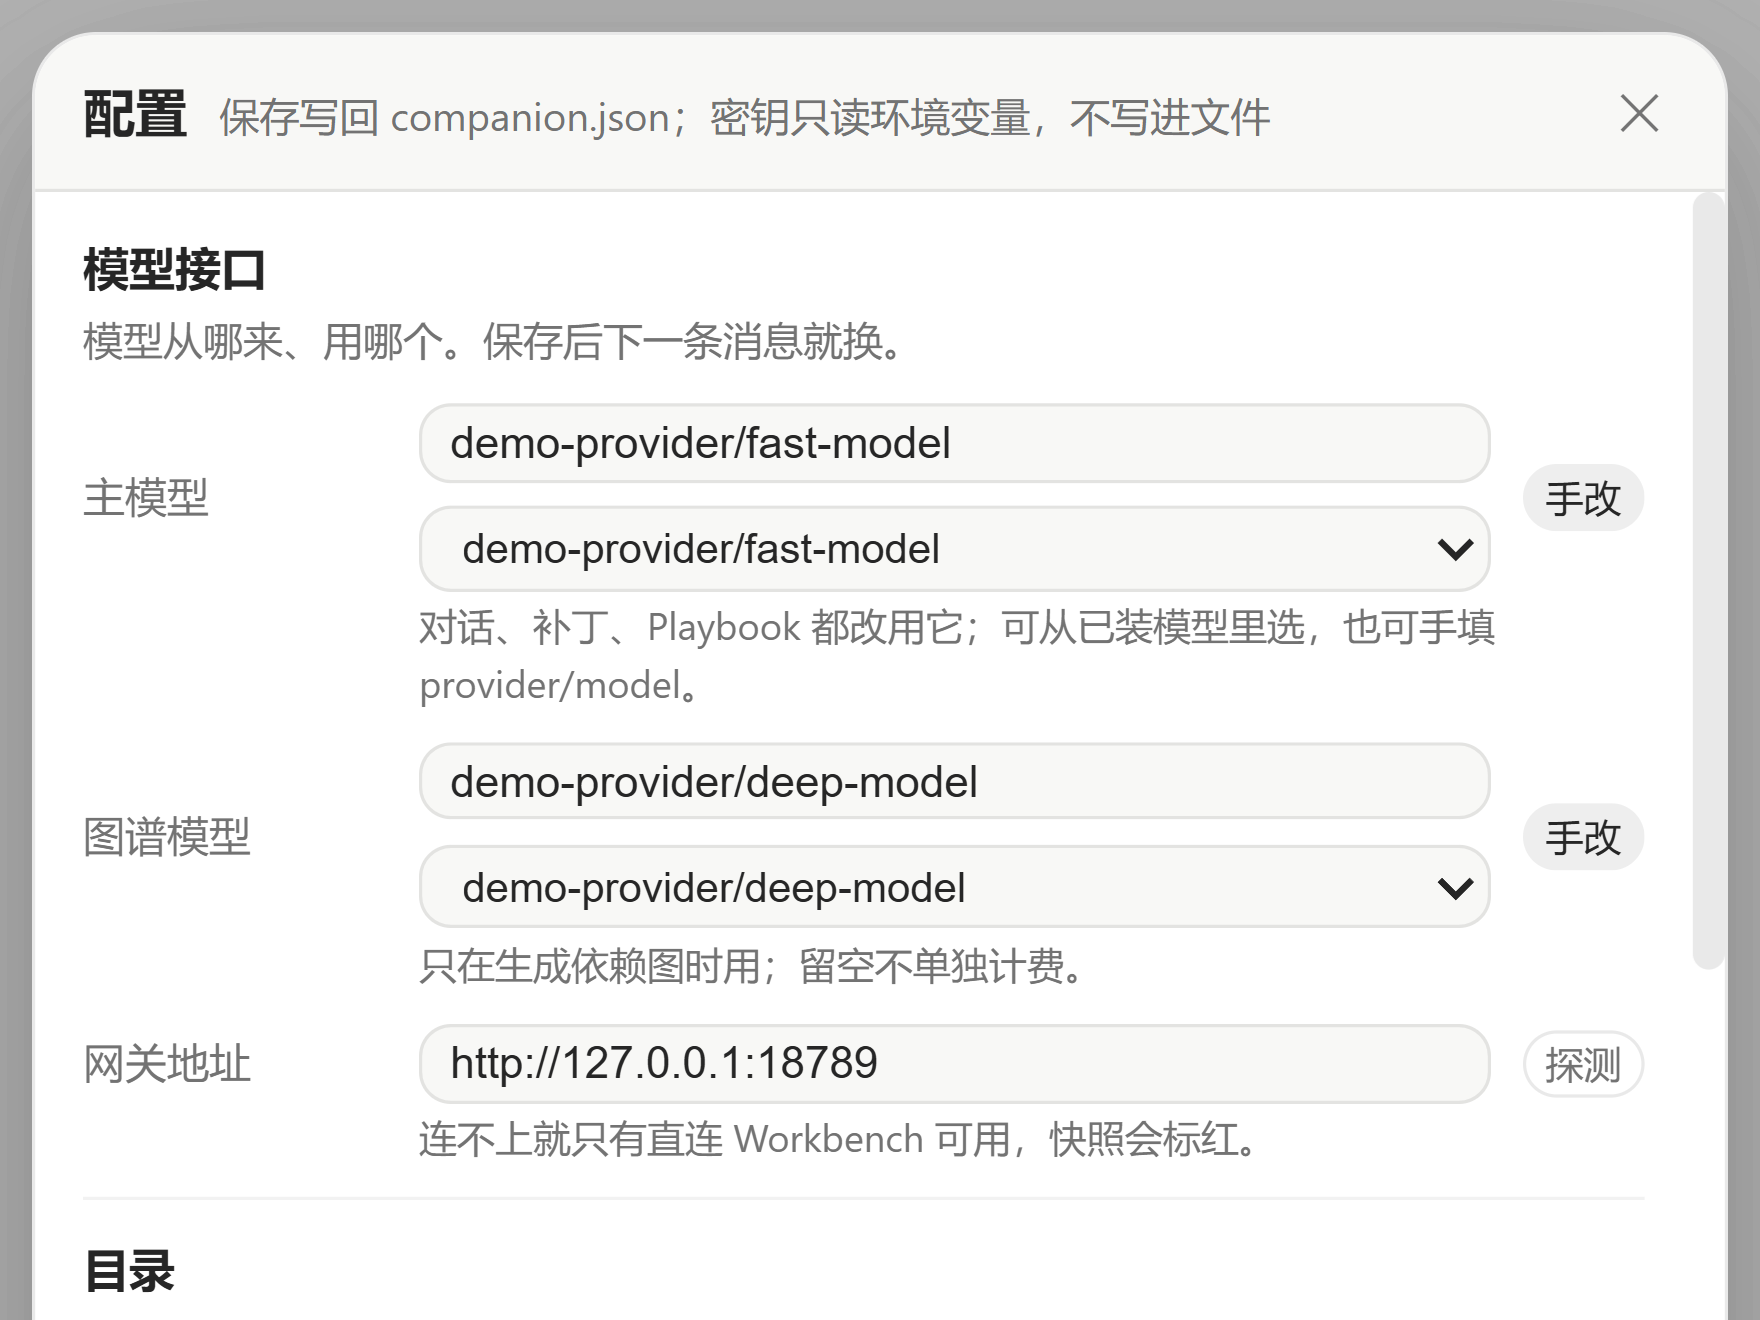 配置 保存写回 companion.json；密钥只读环境变量，不写进文件
模型接口
模型从哪来、用哪个。保存后下一条消息就换。
demo-provider/fast-model
主模型
手改
demo-provider/fast-model
对话、补丁、Playbook 都改用它；可从已装模型里选，也可手填
provider/model。
demo-provider/deep-model
图谱模型
手改
demo-provider/deep-model
只在生成依赖图时用；留空不单独计费。
网关地址
http://127.0.0.1:18789
探测
连不上就只有直连 Workbench 可用，快照会标红。
目录